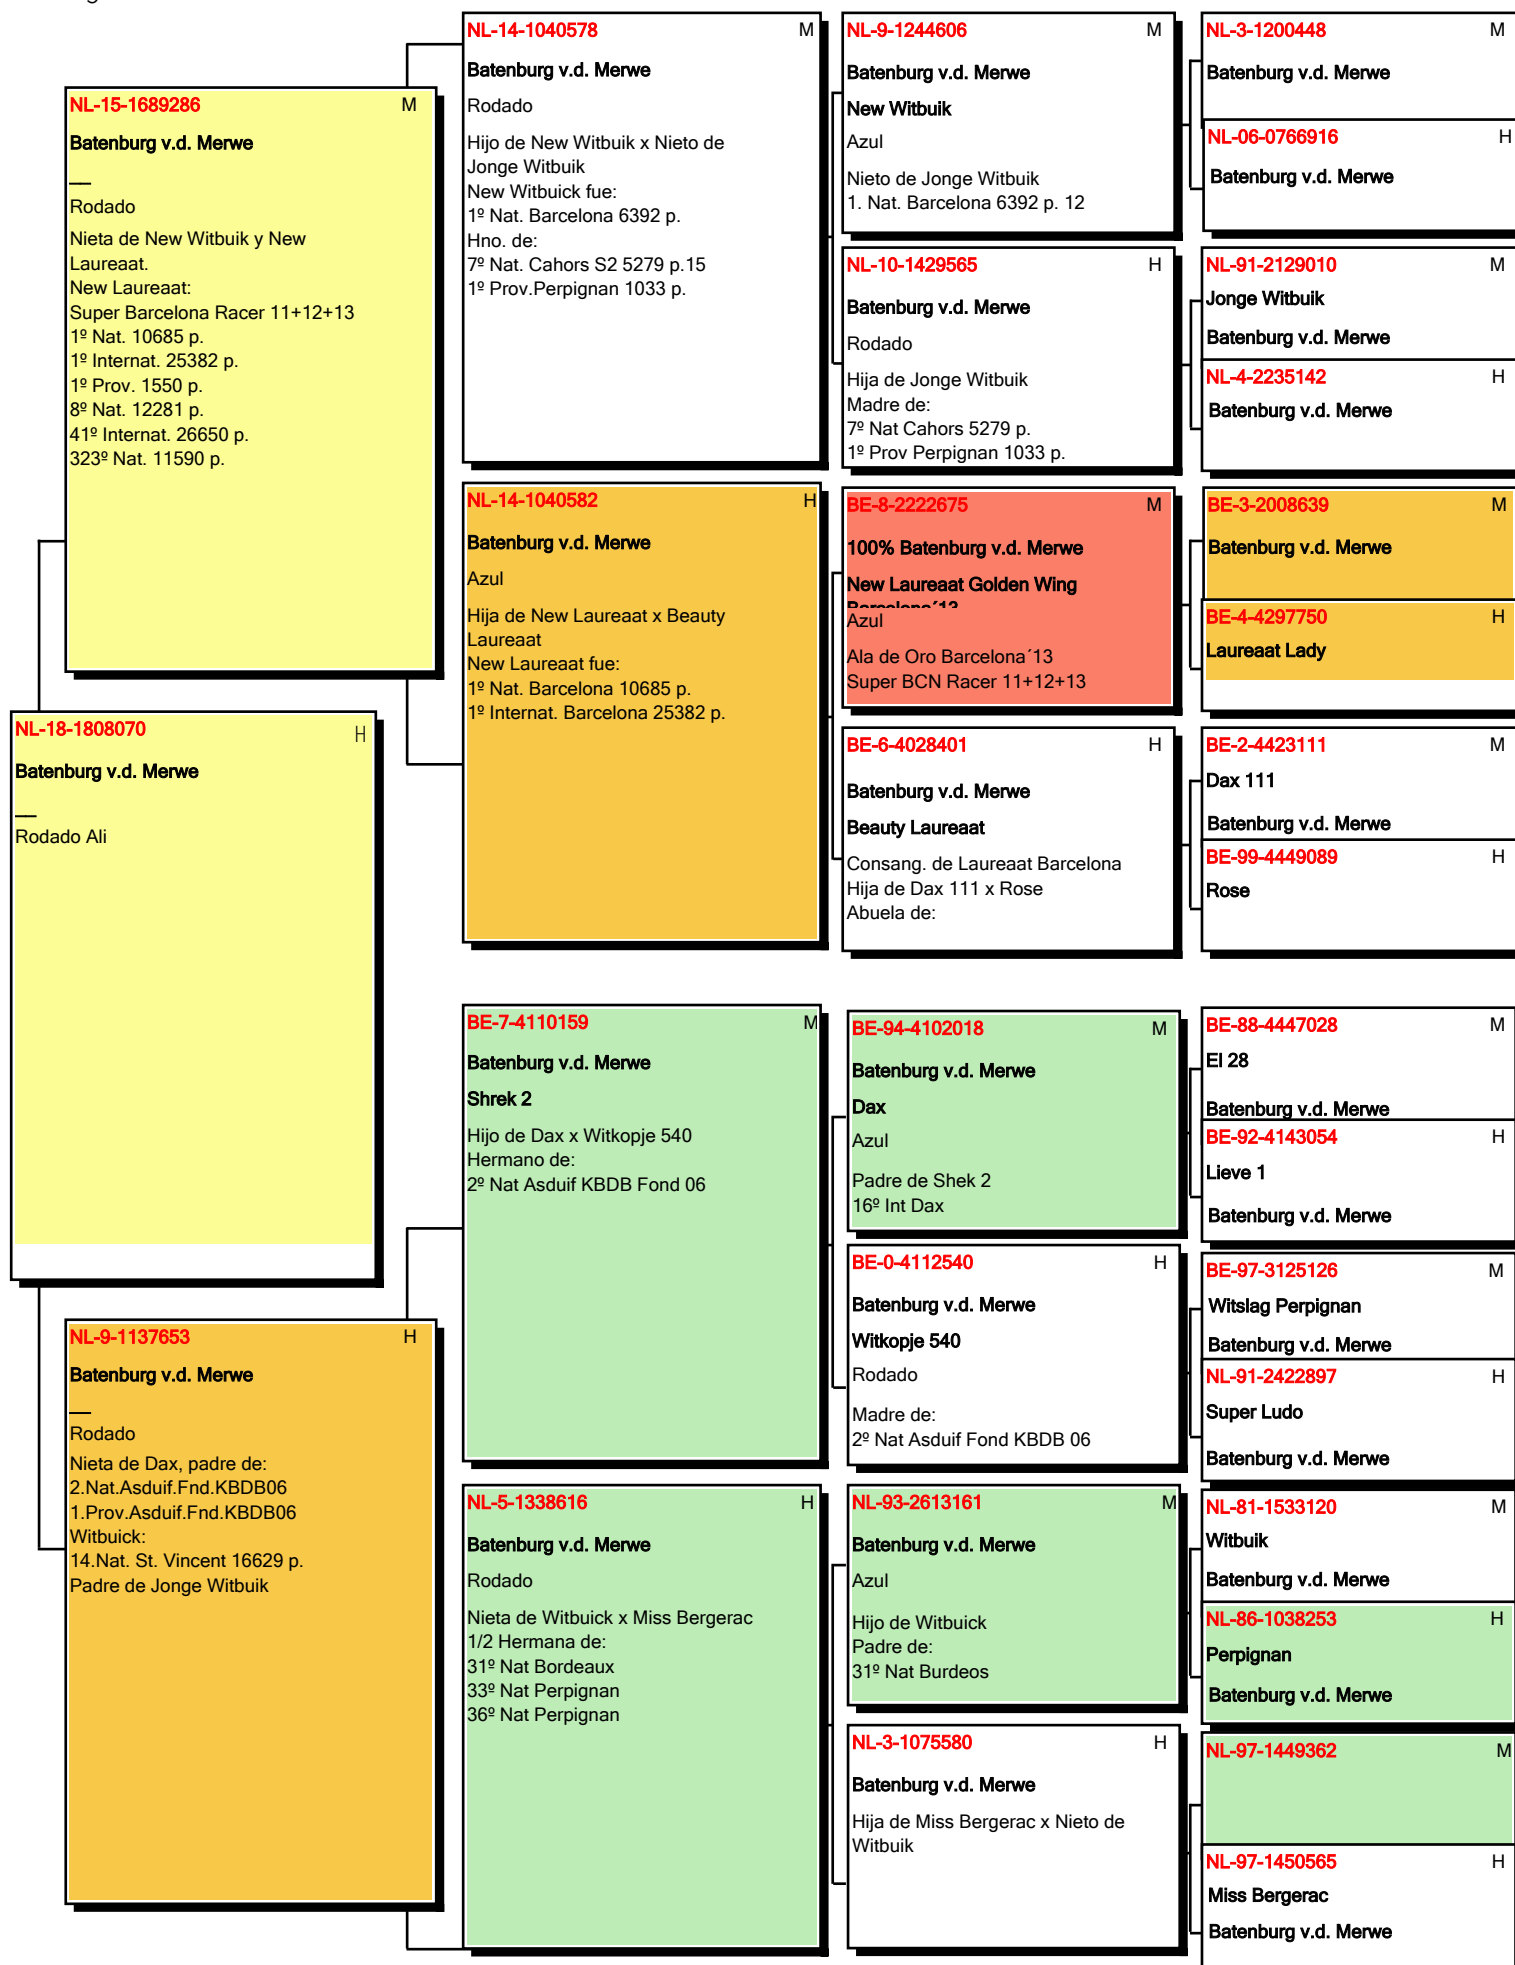 NL-18-1808070 H
Batenburg v.d. Merwe
__
Rodado Ali
NL-15-1689286 M
Batenburg v.d. Merwe
__
Rodado
Nieta de New Witbuik y New
Laureaat.
New Laureaat:
Super Barcelona Racer 11+12+13
1º Nat. 10685 p.
1º Internat. 25382 p.
1º Prov. 1550 p.
8º Nat. 12281 p.
41º Internat. 26650 p.
323º Nat. 11590 p.
NL-9-1137653 H
Batenburg v.d. Merwe
__
Rodado
Nieta de Dax, padre de:
2.Nat.Asduif.Fnd.KBDB06
1.Prov.Asduif.Fnd.KBDB06
Witbuick:
14.Nat. St. Vincent 16629 p.
Padre de Jonge Witbuik
NL-14-1040578 M
Batenburg v.d. Merwe
Rodado
Hijo de New Witbuik x Nieto de
Jonge Witbuik
New Witbuick fue:
1º Nat. Barcelona 6392 p.
Hno. de:
7º Nat. Cahors S2 5279 p.15
1º Prov.Perpignan 1033 p.
NL-14-1040582 H
Batenburg v.d. Merwe
Azul
Hija de New Laureaat x Beauty
Laureaat
New Laureaat fue:
1º Nat. Barcelona 10685 p.
1º Internat. Barcelona 25382 p.
BE-7-4110159 M
Batenburg v.d. Merwe
Shrek 2
Hijo de Dax x Witkopje 540
Hermano de:
2º Nat Asduif KBDB Fond 06
NL-5-1338616 H
Batenburg v.d. Merwe
Rodado
Nieta de Witbuick x Miss Bergerac
1/2 Hermana de:
31º Nat Bordeaux
33º Nat Perpignan
36º Nat Perpignan
NL-9-1244606 M
Batenburg v.d. Merwe
New Witbuik
Azul
Nieto de Jonge Witbuik
1. Nat. Barcelona 6392 p. 12
NL-10-1429565 H
Batenburg v.d. Merwe
Rodado
Hija de Jonge Witbuik
Madre de:
7º Nat Cahors 5279 p.
1º Prov Perpignan 1033 p.
BE-8-2222675 M
100% Batenburg v.d. Merwe
New Laureaat Golden Wing
Barcelona´13
Azul
Ala de Oro Barcelona´13
Super BCN Racer 11+12+13
BE-6-4028401 H
Batenburg v.d. Merwe
Beauty Laureaat
Consang. de Laureaat Barcelona
Hija de Dax 111 x Rose
Abuela de:
BE-94-4102018 M
Batenburg v.d. Merwe
Dax
Azul
Padre de Shek 2
16º Int Dax
BE-0-4112540 H
Batenburg v.d. Merwe
Witkopje 540
Rodado
Madre de:
2º Nat Asduif Fond KBDB 06
NL-93-2613161 M
Batenburg v.d. Merwe
Azul
Hijo de Witbuick
Padre de:
31º Nat Burdeos
NL-3-1075580 H
Batenburg v.d. Merwe
Hija de Miss Bergerac x Nieto de
Witbuik
NL-3-1200448 M
Batenburg v.d. Merwe
NL-06-0766916 H
Batenburg v.d. Merwe
NL-91-2129010 M
Jonge Witbuik
Batenburg v.d. Merwe
NL-4-2235142 H
Batenburg v.d. Merwe
BE-3-2008639 M
Batenburg v.d. Merwe
BE-4-4297750 H
Laureaat Lady
BE-2-4423111 M
Dax 111
Batenburg v.d. Merwe
BE-99-4449089 H
Rose
BE-88-4447028 M
El 28
Batenburg v.d. Merwe
BE-92-4143054 H
Lieve 1
Batenburg v.d. Merwe
BE-97-3125126 M
Witslag Perpignan
Batenburg v.d. Merwe
NL-91-2422897 H
Super Ludo
Batenburg v.d. Merwe
NL-81-1533120 M
Witbuik
Batenburg v.d. Merwe
NL-86-1038253 H
Perpignan
Batenburg v.d. Merwe
NL-97-1449362 M
NL-97-1450565 H
Miss Bergerac
Batenburg v.d. Merwe